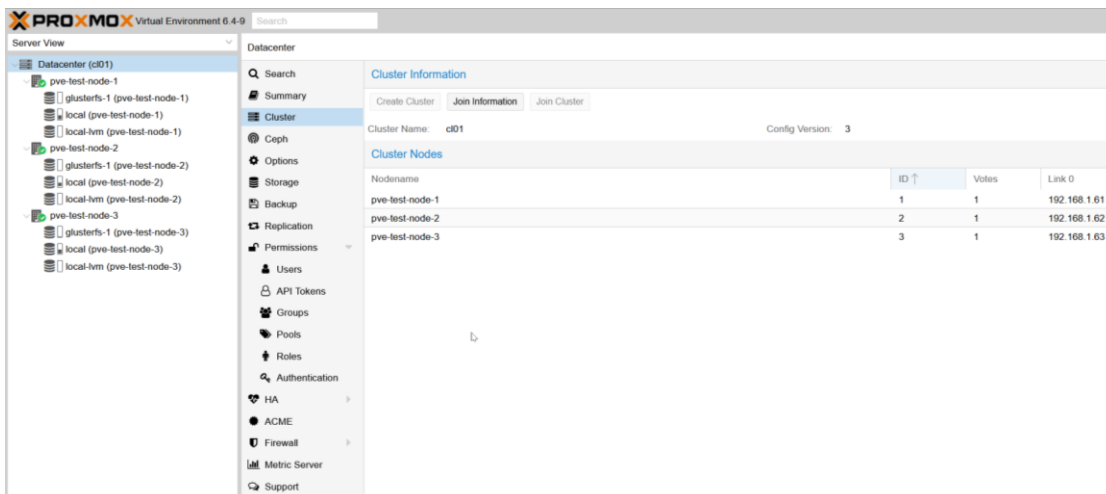 PROXMOX Virtual Environment 6.4-9 Search
Server View
Datacenter (cl01)
pve-test-node-1
glusterfs-1 (pve-test-node-1)
local (pve-test-node-1)
local-lvm (pve-test-node-1)
pve-test-node-2
glusterfs-1 (pve-test-node-2)
local (pve-test-node-2)
local-lvm (pve-test-node-2)
pve-test-node-3
glusterfs-1 (pve-test-node-3)
local (pve-test-node-3)
local-lvm (pve-test-node-3)
Datacenter
Search
Summary
Cluster
Ceph
Options
Storage
Backup
Replication
Permissions
Users
API Tokens
Groups
Pools
Roles
Authentication
HA
ACME
Firewall
Metric Server
Support
Cluster Information
Create Cluster Join Information Join Cluster
Cluster Name: cl01 Config Version: 3
Cluster Nodes
Nodename ID Votes Link 0
pve-test-node-1 1 1 192.168.1.61
pve-test-node-2 2 1 192.168.1.62
pve-test-node-3 3 1 192.168.1.63